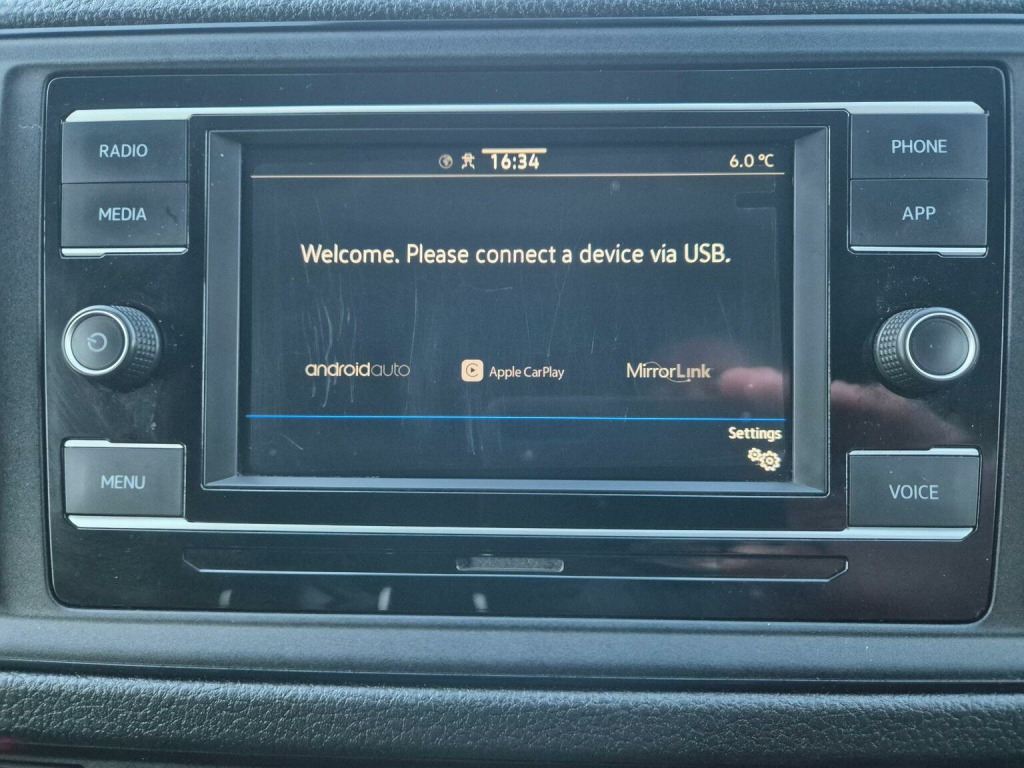 RADIO
MEDIA
MENU
16:34
6.0 °C
Welcome. Please connect a device via USB.
androidauto
Apple CarPlay
MirrorLink
Settings
PHONE
APP
VOICE